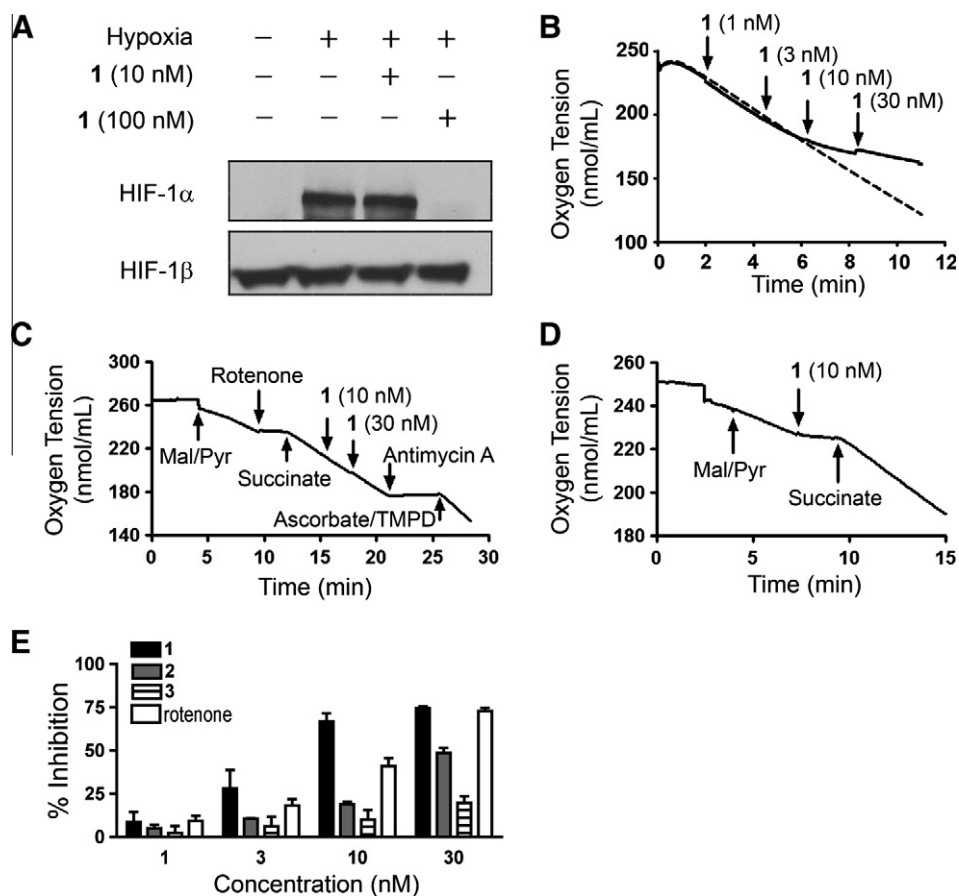 A
Hypoxia − + + +
1 (10 nM) − − + −
1 (100 nM) − − − +
HIF-1α
HIF-1β
B
Oxygen Tension
(nmol/mL)
250
200
150
100
1 (1 nM)
1 (3 nM)
1 (10 nM)
1 (30 nM)
0 2 4 6 8 10 12
Time (min)
C
Oxygen Tension
(nmol/mL)
300
260
220
180
140
Rotenone
1 (10 nM)
1 (30 nM)
Antimycin A
Mal/Pyr
Succinate
Ascorbate/TMPD
0 5 10 15 20 25 30
Time (min)
D
Oxygen Tension
(nmol/mL)
260
240
220
200
180
1 (10 nM)
Mal/Pyr
Succinate
0 5 10 15
Time (min)
E
% Inhibition
100
75
50
25
0
1
2
3
rotenone
1 3 10 30
Concentration (nM)